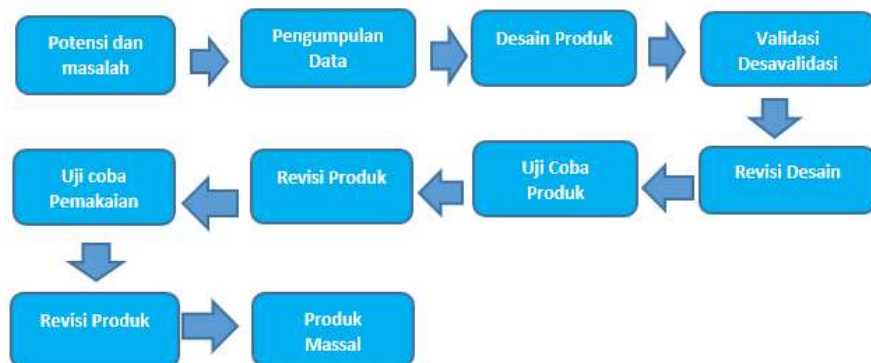 Potensi dan
masalah
Pengumpulan
Data
Desain Produk
Validasi
Desavalidasi
Revisi Desain
Uji Coba
Produk
Revisi Produk
Uji coba
Pemakaian
Revisi Produk
Produk
Massal